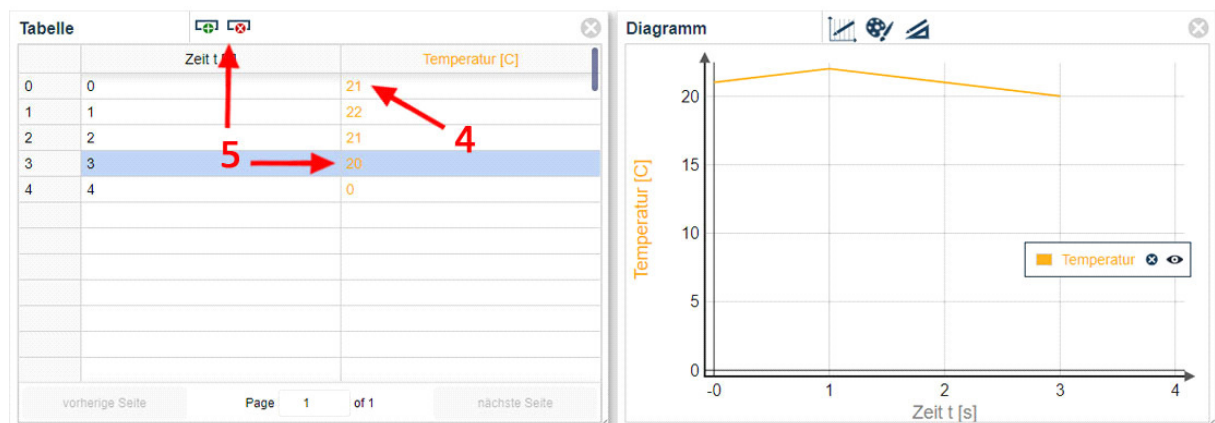 Tabelle
Zeit t [s]
Temperatur [C]
0 0 21
1 1 22
2 2 21
3 3 20
4 4 0
5
4
vorherige Seite Page 1 of 1 nächste Seite
Diagramm
20
15
10
5
0
Temperatur [C]
Temperatur
-0 1 2 3 4
Zeit t [s]